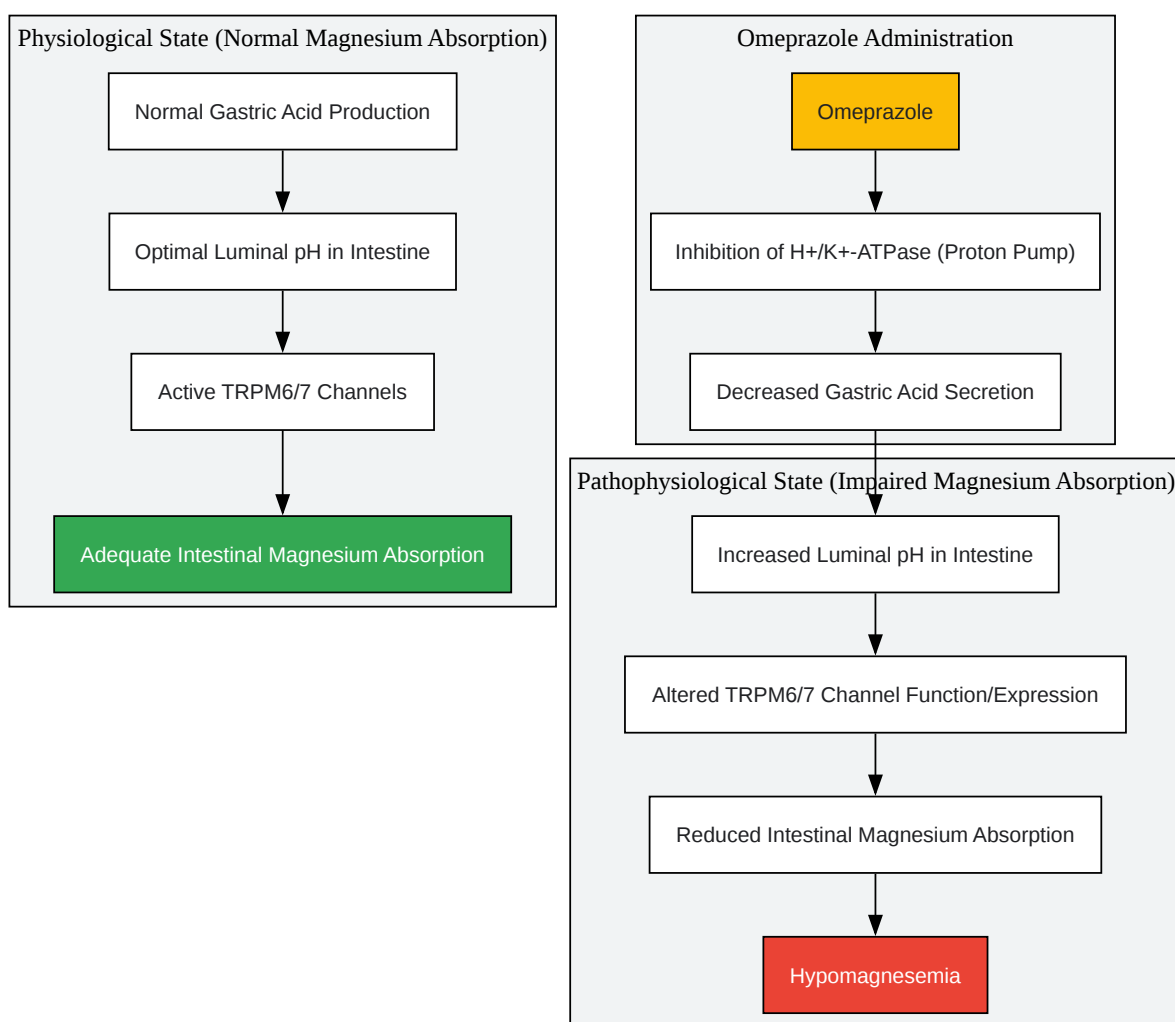 Physiological State (Normal Magnesium Absorption)
Normal Gastric Acid Production
Optimal Luminal pH in Intestine
Active TRPM6/7 Channels
Adequate Intestinal Magnesium Absorption
Omeprazole Administration
Omeprazole
Inhibition of H+/K+-ATPase (Proton Pump)
Decreased Gastric Acid Secretion
Pathophysiological State (Impaired Magnesium Absorption)
Increased Luminal pH in Intestine
Altered TRPM6/7 Channel Function/Expression
Reduced Intestinal Magnesium Absorption
Hypomagnesemia